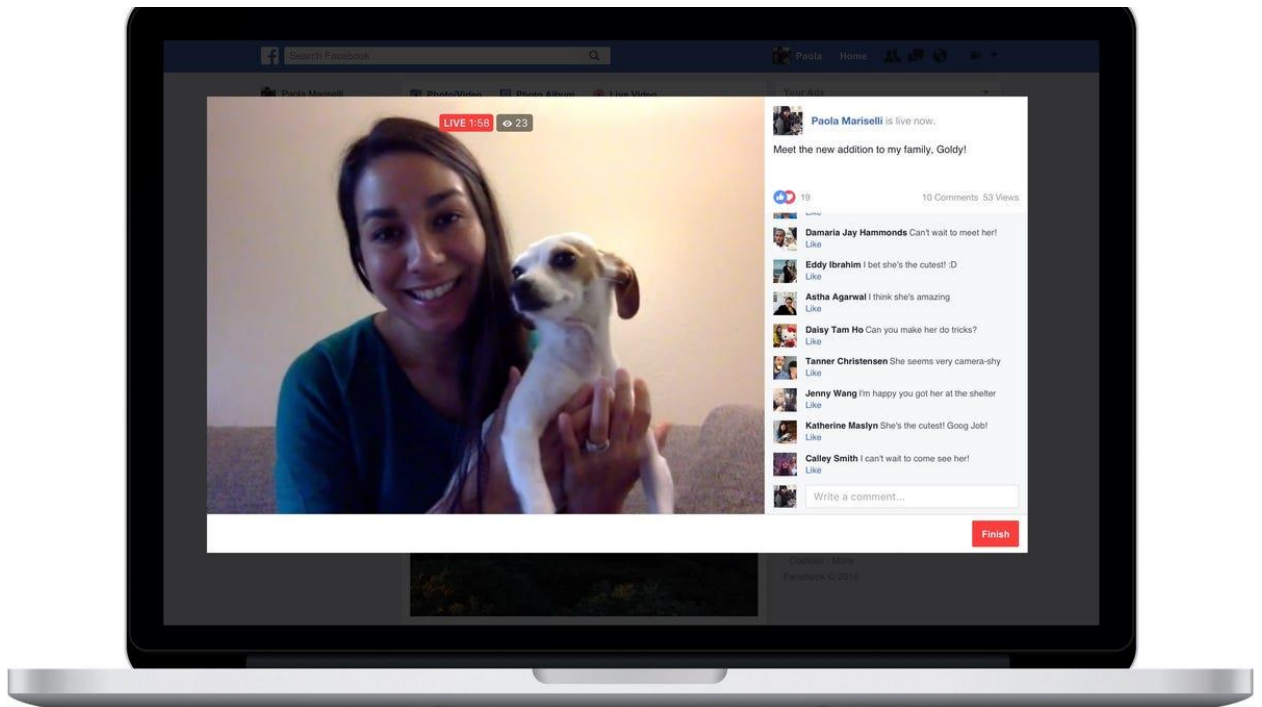 f Search Facebook
Paola Home
Paola Mariselli
Photo/Video Photo Album Live Video
Your Ads
LIVE 1:58 23
Paola Mariselli is live now.
Meet the new addition to my family, Goldy!
19 10 Comments 53 Views
Like
Damaria Jay Hammonds Can't wait to meet her!
Like
Eddy Ibrahim I bet she's the cutest! :D
Like
Astha Agarwal I think she's amazing
Like
Daisy Tam Ho Can you make her do tricks?
Like
Tanner Christensen She seems very camera-shy
Like
Jenny Wang I'm happy you got her at the shelter
Like
Katherine Maslyn She's the cutest! Goog Job!
Like
Calley Smith I can't wait to come see her!
Like
Write a comment...
Finish
Cookies · More
Facebook © 2016